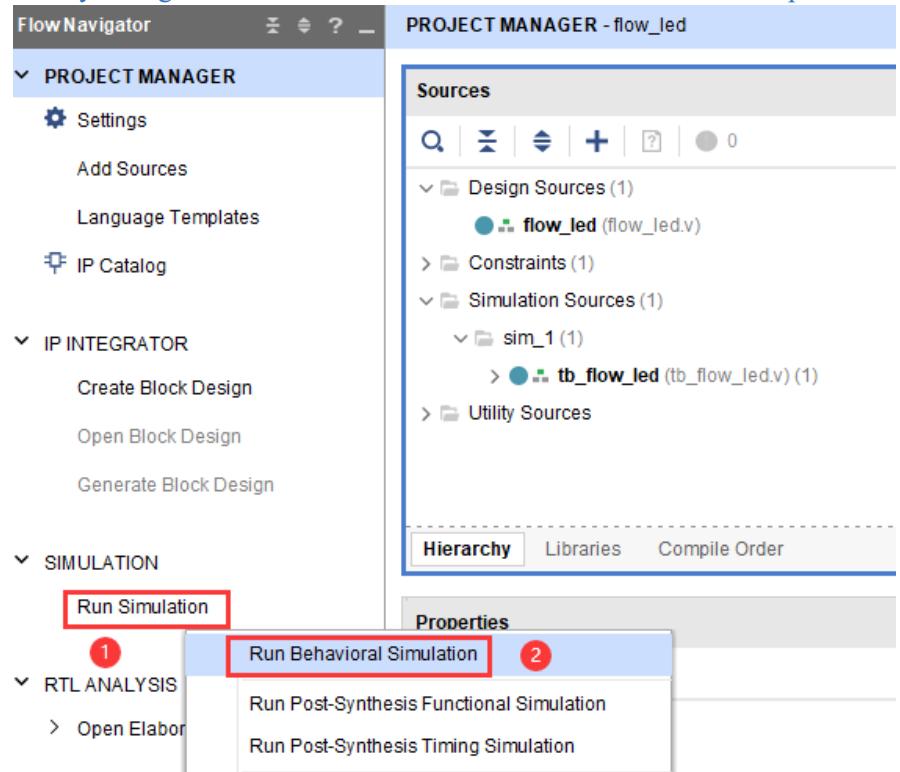 Flow Navigator
?
PROJECT MANAGER - flow_led
PROJECT MANAGER
Settings
Add Sources
Language Templates
IP Catalog
IP INTEGRATOR
Create Block Design
Open Block Design
Generate Block Design
SIMULATION
Run Simulation
1
RTL ANALYSIS
Open Elabor
Sources
? 0
Design Sources (1)
flow_led (flow_led.v)
Constraints (1)
Simulation Sources (1)
sim_1 (1)
tb_flow_led (tb_flow_led.v) (1)
Utility Sources
Hierarchy Libraries Compile Order
Properties
Run Behavioral Simulation 2
Run Post-Synthesis Functional Simulation
Run Post-Synthesis Timing Simulation